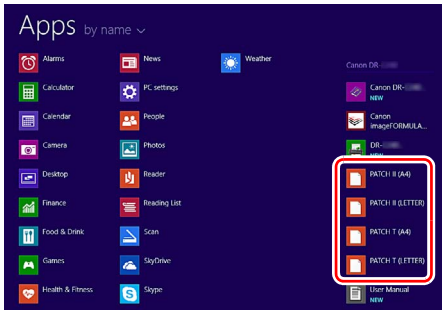 Apps by name
Alarms
Calculator
Calendar
Camera
Desktop
Finance
Food & Drink
Games
Health & Fitness
News
PC settings
People
Photos
Reader
Reading List
Scan
SkyDrive
Skype
Weather
Canon DR-
Canon DR-
NEW
Canon
imageFORMULA...
DR-
NEW
PATCH II (A4)
PATCH II (LETTER)
PATCH T (A4)
PATCH T (LETTER)
User Manual
NEW